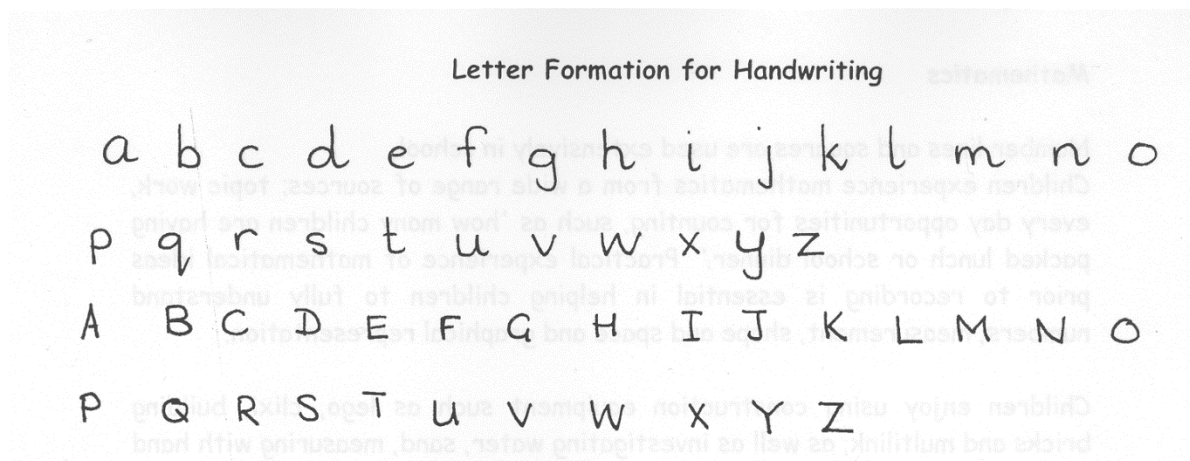 Letter Formation for Handwriting
a b c d e f g h i j k l m n o
p q r s t u v w x y z
A B C D E F G H I J K L M N O
P Q R S T U V W X Y Z